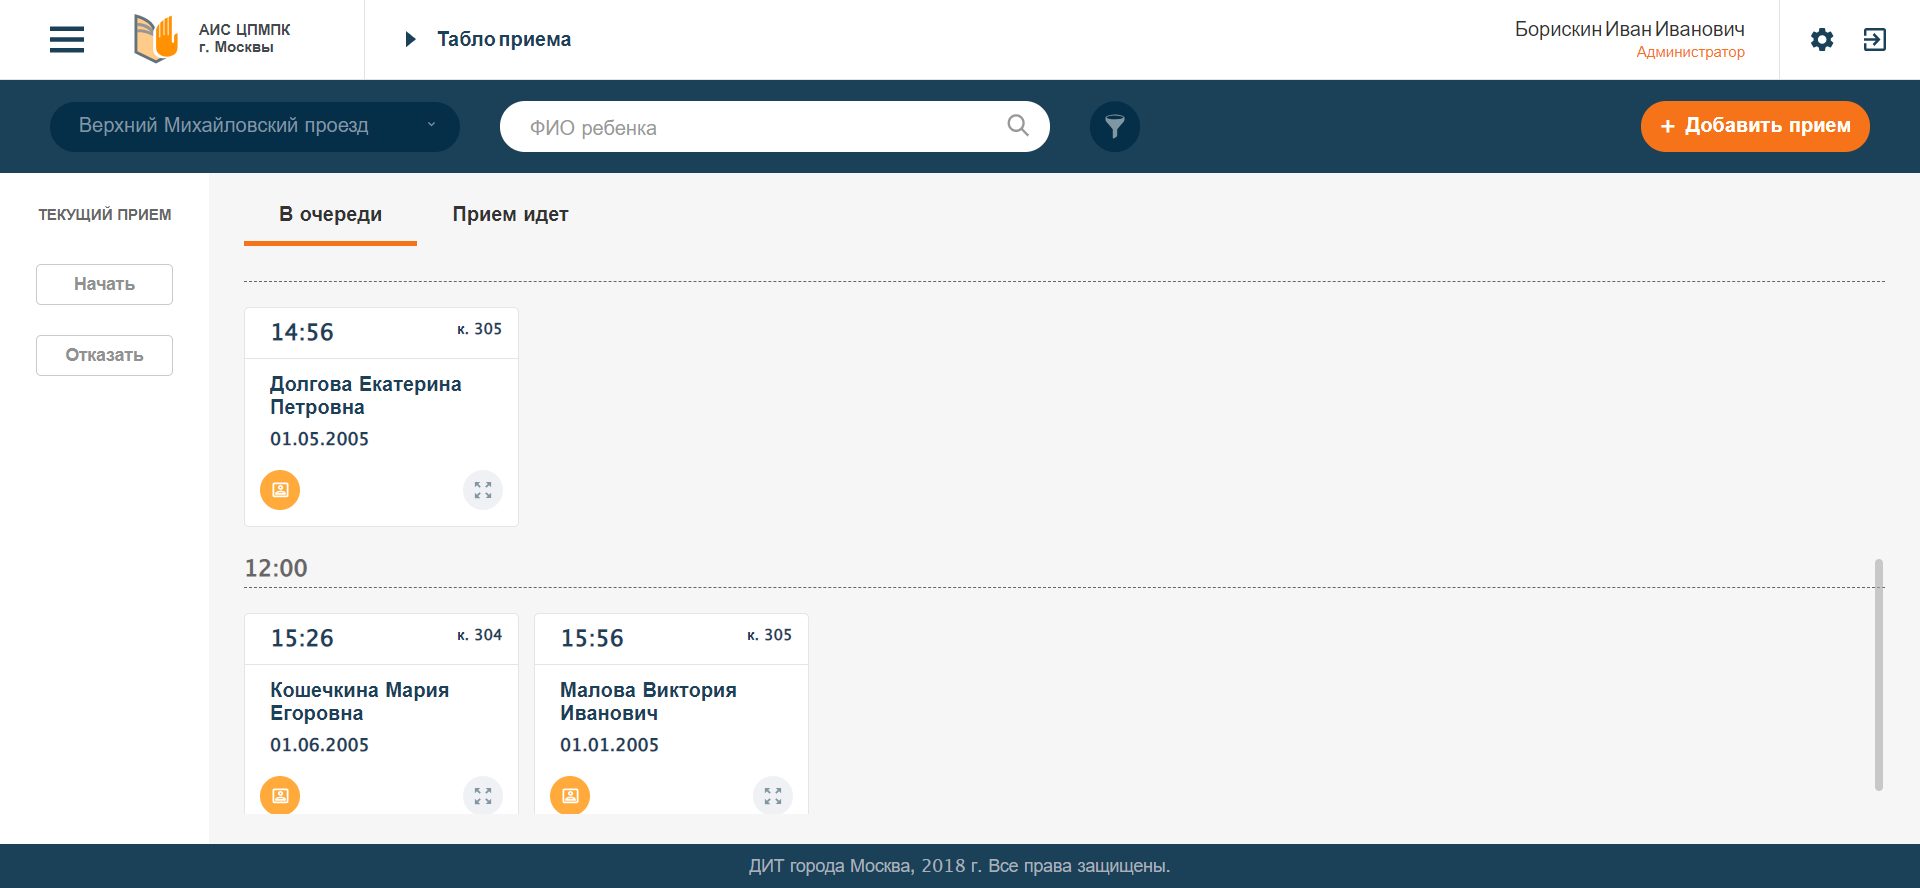 АИС ЦПМПК
г. Москвы
Табло приема
Борискин Иван Иванович
Администратор
Верхний Михайловский проезд
ФИО ребенка
+ Добавить прием
ТЕКУЩИЙ ПРИЕМ
Начать
Отказать
В очереди
Прием идет
14:56
к. 305
Долгова Екатерина
Петровна
01.05.2005
12:00
15:26
к. 304
Кошечкина Мария
Егоровна
01.06.2005
15:56
к. 305
Малова Виктория
Иванович
01.01.2005
ДИТ города Москва, 2018 г. Все права защищены.